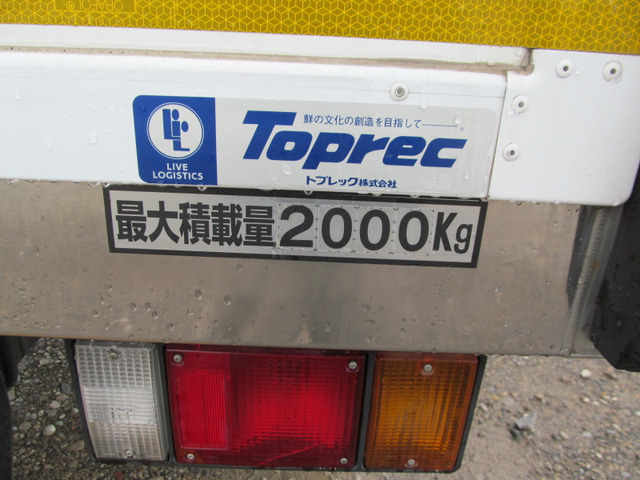 鮮の文化の創造を目指して
Toprec
LIVE
LOGISTICS
トプレック株式会社
最大積載量2000Kg